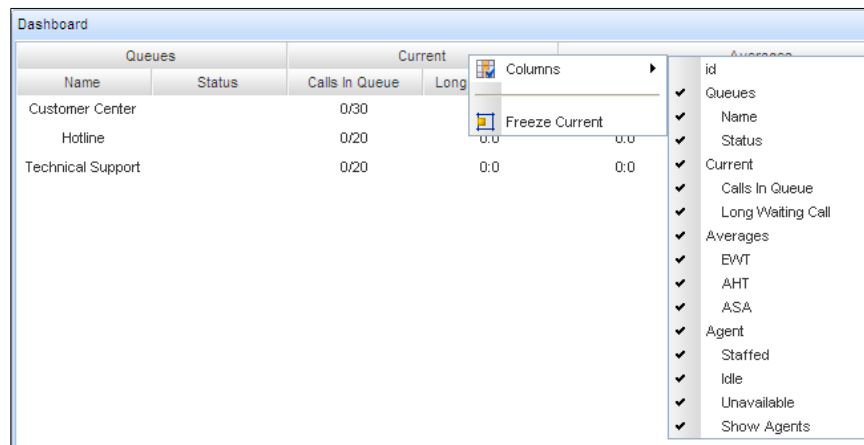 Dashboard
Queues Current Averages
Name Status Calls In Queue Long
Customer Center 0/30
Hotline 0/20 0:0 0:0
Technical Support 0/20 0:0 0:0
Columns
Freeze Current
id
Queues
Name
Status
Current
Calls In Queue
Long Waiting Call
Averages
EWT
AHT
ASA
Agent
Staffed
Idle
Unavailable
Show Agents